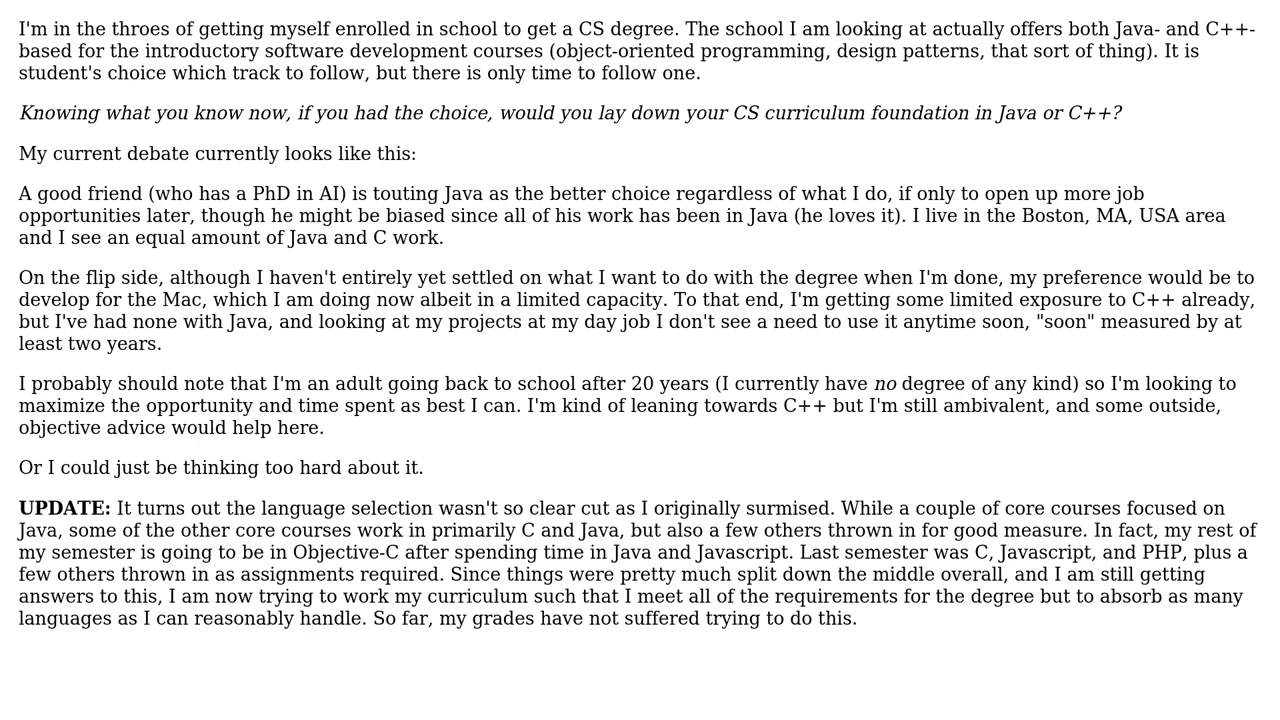 I'm in the throes of getting myself enrolled in school to get a CS degree. The school I am looking at actually offers both Java- and C++-
based for the introductory software development courses (object-oriented programming, design patterns, that sort of thing). It is
student's choice which track to follow, but there is only time to follow one.
Knowing what you know now, if you had the choice, would you lay down your CS curriculum foundation in Java or C++?
My current debate currently looks like this:
A good friend (who has a PhD in AI) is touting Java as the better choice regardless of what I do, if only to open up more job
opportunities later, though he might be biased since all of his work has been in Java (he loves it). I live in the Boston, MA, USA area
and I see an equal amount of Java and C work.
On the flip side, although I haven't entirely yet settled on what I want to do with the degree when I'm done, my preference would be to
develop for the Mac, which I am doing now albeit in a limited capacity. To that end, I'm getting some limited exposure to C++ already,
but I've had none with Java, and looking at my projects at my day job I don't see a need to use it anytime soon, "soon" measured by at
least two years.
I probably should note that I'm an adult going back to school after 20 years (I currently have no degree of any kind) so I'm looking to
maximize the opportunity and time spent as best I can. I'm kind of leaning towards C++ but I'm still ambivalent, and some outside,
objective advice would help here.
Or I could just be thinking too hard about it.
UPDATE: It turns out the language selection wasn't so clear cut as I originally surmised. While a couple of core courses focused on
Java, some of the other core courses work in primarily C and Java, but also a few others thrown in for good measure. In fact, my rest of
my semester is going to be in Objective-C after spending time in Java and Javascript. Last semester was C, Javascript, and PHP, plus a
few others thrown in as assignments required. Since things were pretty much split down the middle overall, and I am still getting
answers to this, I am now trying to work my curriculum such that I meet all of the requirements for the degree but to absorb as many
languages as I can reasonably handle. So far, my grades have not suffered trying to do this.